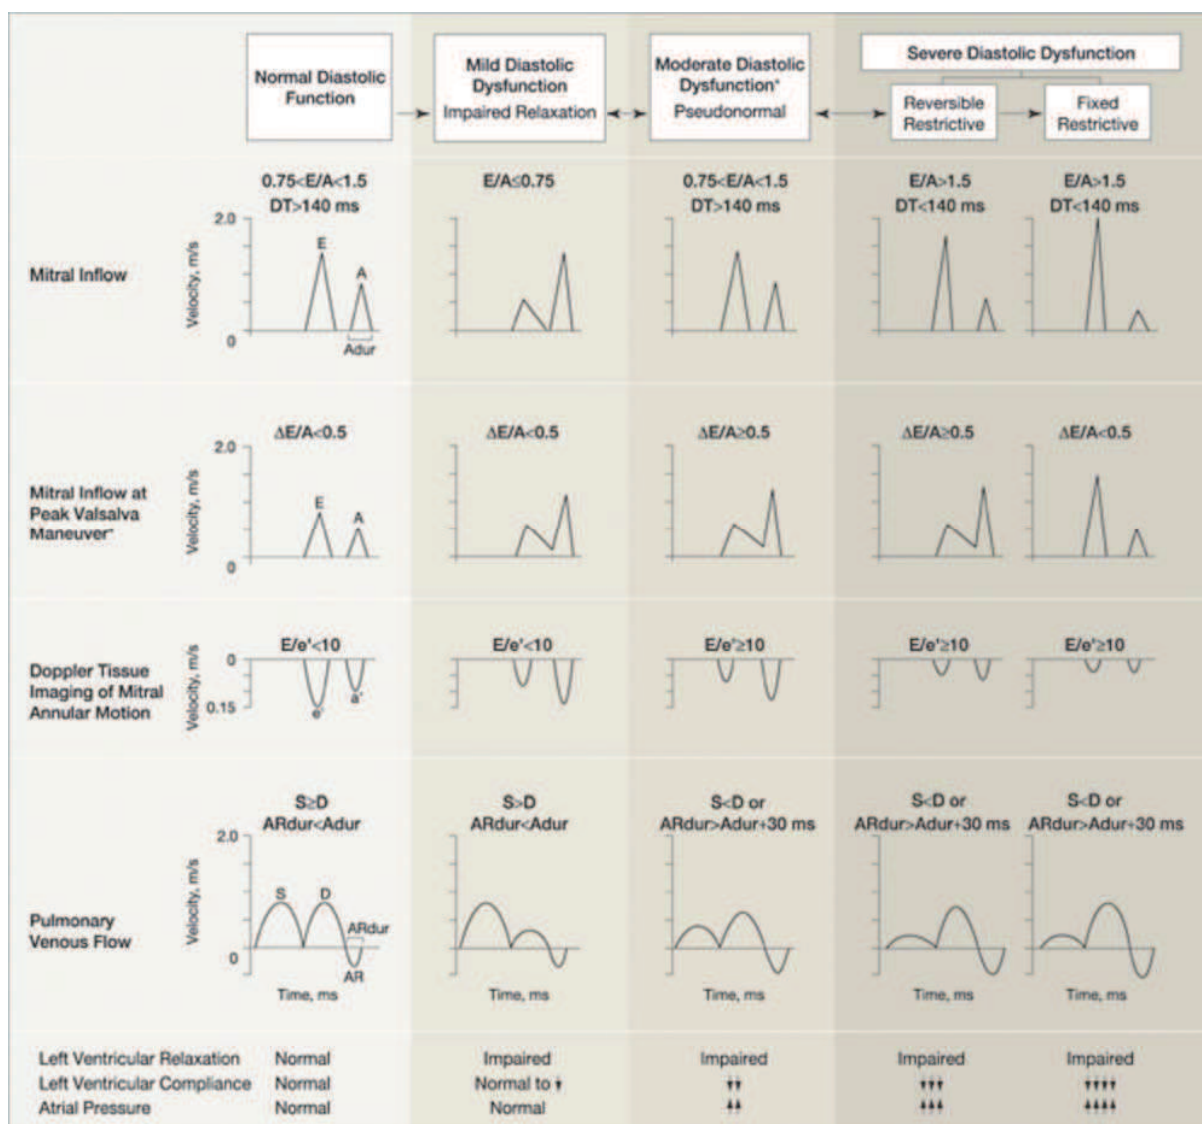 Normal Diastolic
Function
Mild Diastolic
Dysfunction
Impaired Relaxation
Moderate Diastolic
Dysfunction*
Pseudonormal
Severe Diastolic Dysfunction
Reversible
Restrictive
Fixed
Restrictive
Mitral Inflow
0.75<E/A<1.5
DT>140 ms
E/A≤0.75
0.75<E/A<1.5
DT>140 ms
E/A>1.5
DT<140 ms
E/A>1.5
DT<140 ms
Velocity, m/s
2.0
0
E
A
Adur
Mitral Inflow at
Peak Valsalva
Maneuver*
ΔE/A<0.5
ΔE/A<0.5
ΔE/A≥0.5
ΔE/A≥0.5
ΔE/A<0.5
Velocity, m/s
2.0
0
E
A
Doppler Tissue
Imaging of Mitral
Annular Motion
E/e'<10
E/e'<10
E/e'≥10
E/e'≥10
E/e'≥10
Velocity, m/s
0
0.15
e'
a'
Pulmonary
Venous Flow
S≥D
ARdur<Adur
S>D
ARdur<Adur
S<D or
ARdur>Adur+30 ms
S<D or
ARdur>Adur+30 ms
S<D or
ARdur>Adur+30 ms
Velocity, m/s
2.0
0
S
D
ARdur
AR
Time, ms
Time, ms
Time, ms
Time, ms
Time, ms
Left Ventricular Relaxation Normal Impaired Impaired Impaired Impaired
Left Ventricular Compliance Normal Normal to ↓ ↓↓ ↓↓↓ ↓↓↓↓
Atrial Pressure Normal Normal ↑↑ ↑↑↑ ↑↑↑↑